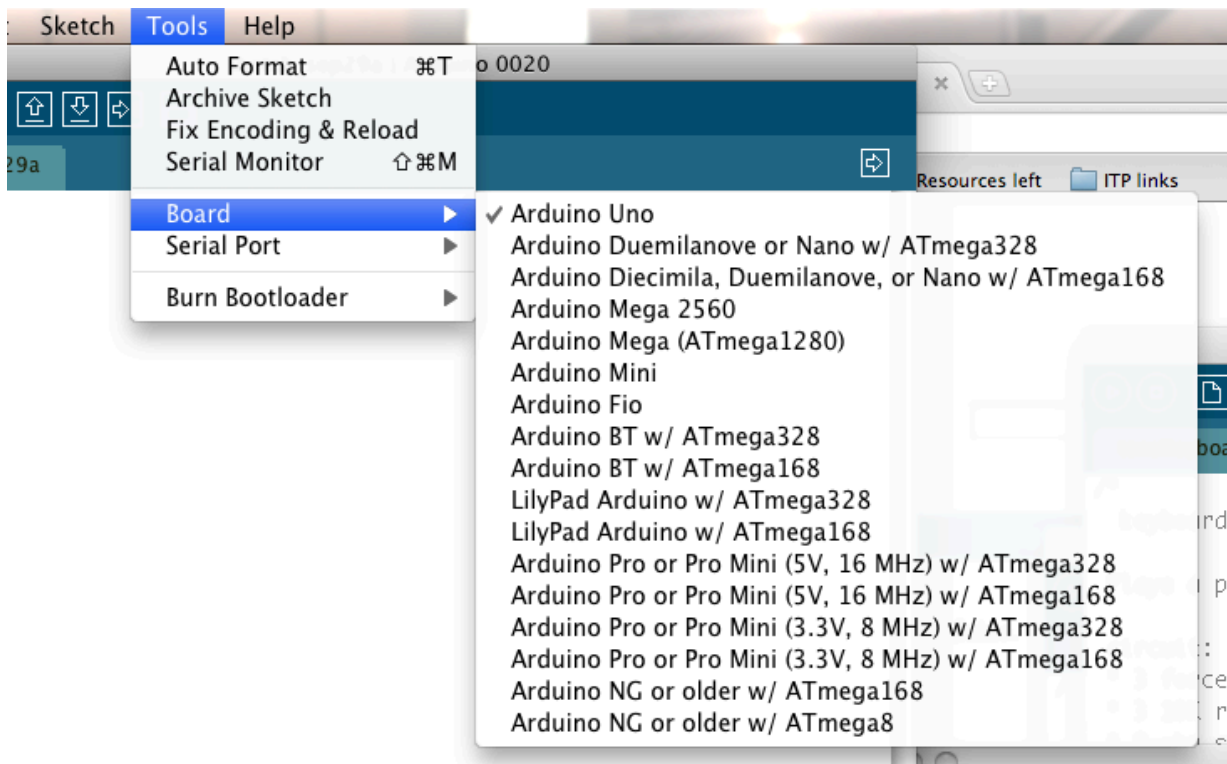 Sketch Tools Help
Auto Format ⌘T
o 0020
Archive Sketch
Fix Encoding & Reload
Serial Monitor ⇧⌘M
29a
Resources left ITP links
Board
Serial Port
Burn Bootloader
✓ Arduino Uno
Arduino Duemilanove or Nano w/ ATmega328
Arduino Diecimila, Duemilanove, or Nano w/ ATmega168
Arduino Mega 2560
Arduino Mega (ATmega1280)
Arduino Mini
Arduino Fio
Arduino BT w/ ATmega328
Arduino BT w/ ATmega168
LilyPad Arduino w/ ATmega328
LilyPad Arduino w/ ATmega168
Arduino Pro or Pro Mini (5V, 16 MHz) w/ ATmega328
Arduino Pro or Pro Mini (5V, 16 MHz) w/ ATmega168
Arduino Pro or Pro Mini (3.3V, 8 MHz) w/ ATmega328
Arduino Pro or Pro Mini (3.3V, 8 MHz) w/ ATmega168
Arduino NG or older w/ ATmega168
Arduino NG or older w/ ATmega8